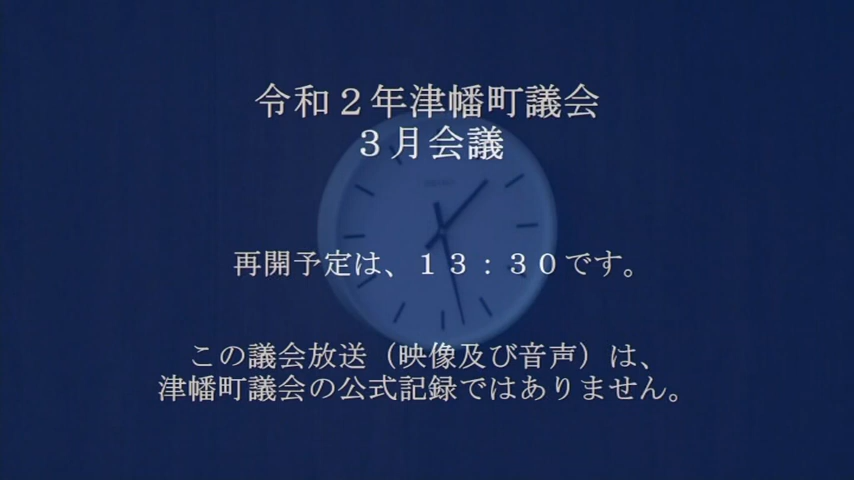 令和２年津幡町議会
３月会議
再開予定は、１３：３０です。
この議会放送（映像及び音声）は、
津幡町議会の公式記録ではありません。